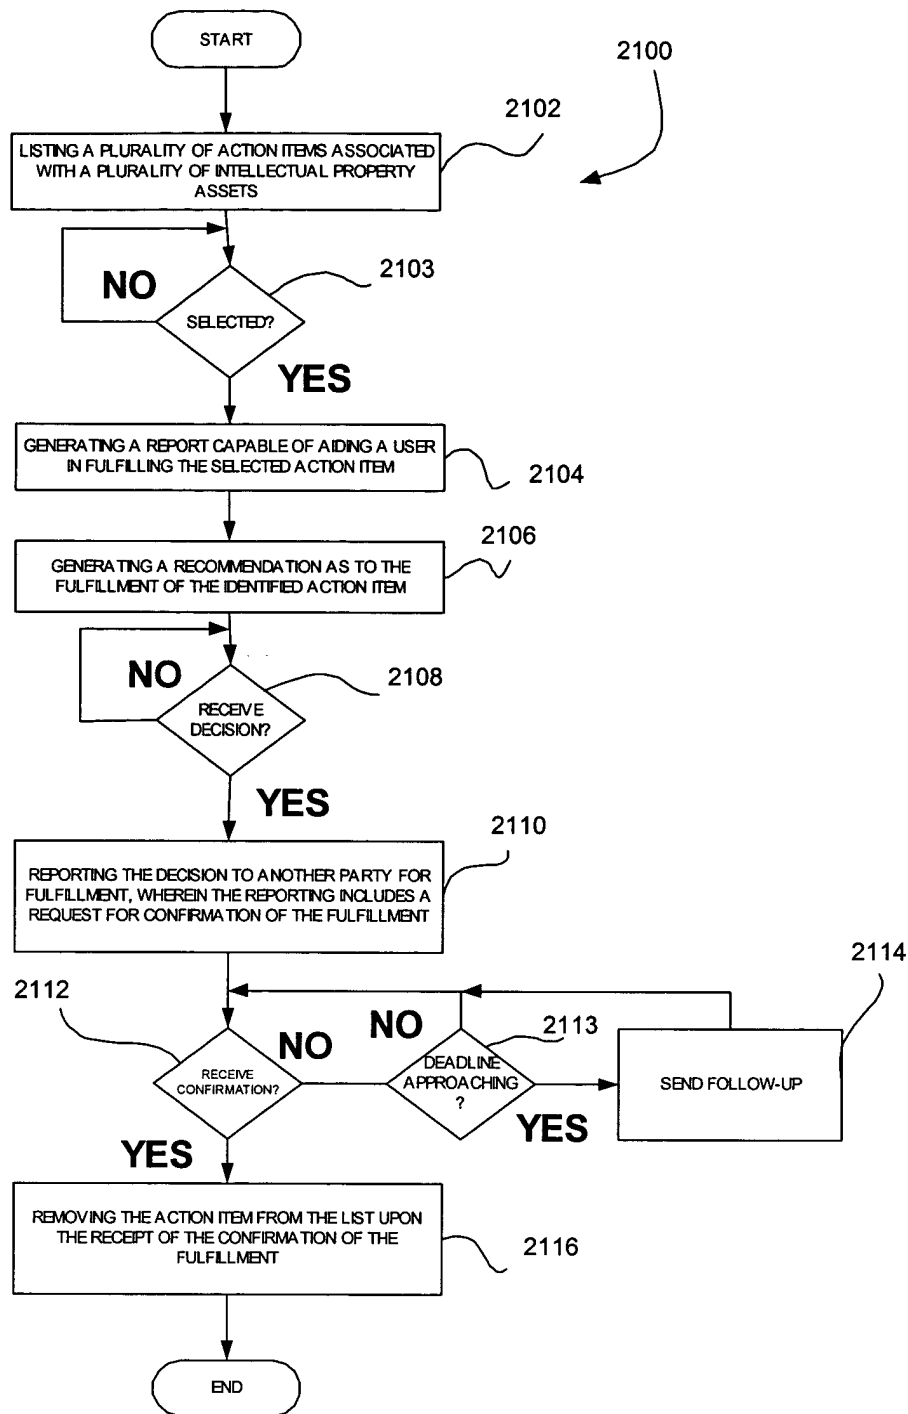 START
2100
2102
LISTING A PLURALITY OF ACTION ITEMS ASSOCIATED
WITH A PLURALITY OF INTELLECTUAL PROPERTY
ASSETS
NO
2103
SELECTED?
YES
GENERATING A REPORT CAPABLE OF AIDING A USER
IN FULFILLING THE SELECTED ACTION ITEM
2104
2106
GENERATING A RECOMMENDATION AS TO THE
FULFILLMENT OF THE IDENTIFIED ACTION ITEM
NO
2108
RECEIVE
DECISION?
YES
2110
REPORTING THE DECISION TO ANOTHER PARTY FOR
FULFILLMENT, WHEREIN THE REPORTING INCLUDES A
REQUEST FOR CONFIRMATION OF THE FULFILLMENT
2114
2112
NO
NO
2113
RECEIVE
CONFIRMATION?
DEADLINE
APPROACHING
?
SEND FOLLOW-UP
YES
YES
REMOVING THE ACTION ITEM FROM THE LIST UPON
THE RECEIPT OF THE CONFIRMATION OF THE
FULFILLMENT
2116
END